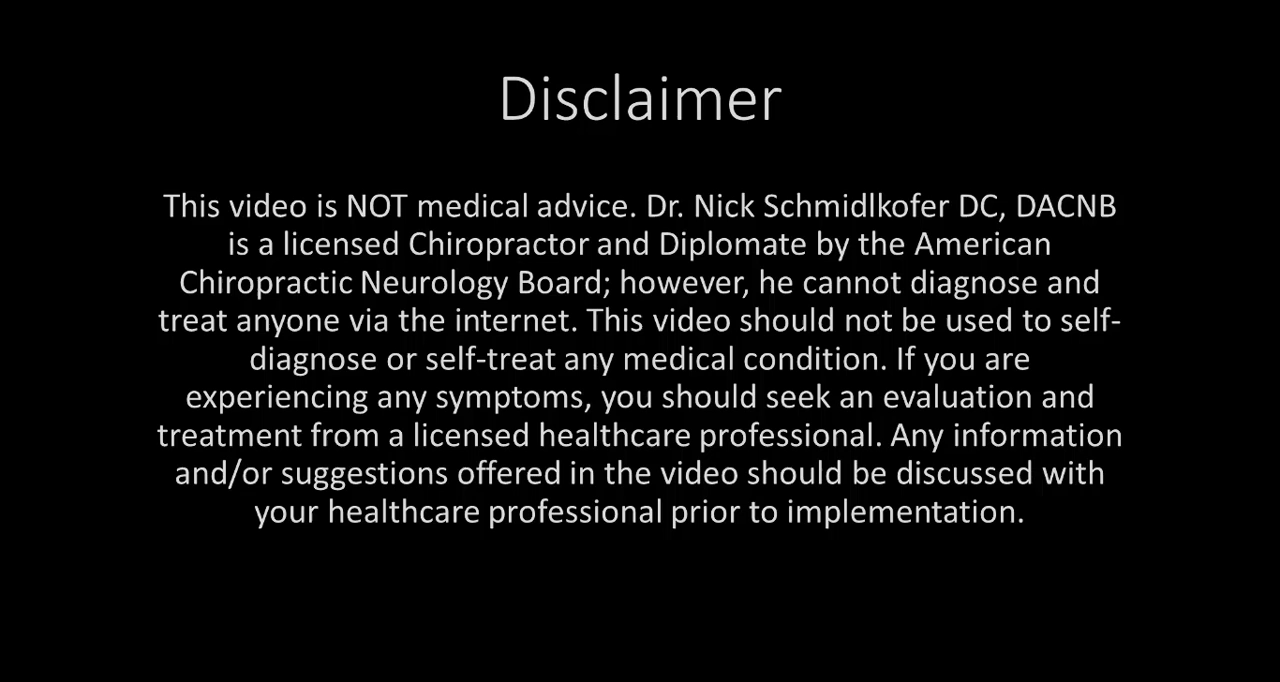 Disclaimer
This video is NOT medical advice. Dr. Nick Schmidlkofer DC, DACNB
is a licensed Chiropractor and Diplomate by the American
Chiropractic Neurology Board; however, he cannot diagnose and
treat anyone via the internet. This video should not be used to self-
diagnose or self-treat any medical condition. If you are
experiencing any symptoms, you should seek an evaluation and
treatment from a licensed healthcare professional. Any information
and/or suggestions offered in the video should be discussed with
your healthcare professional prior to implementation.